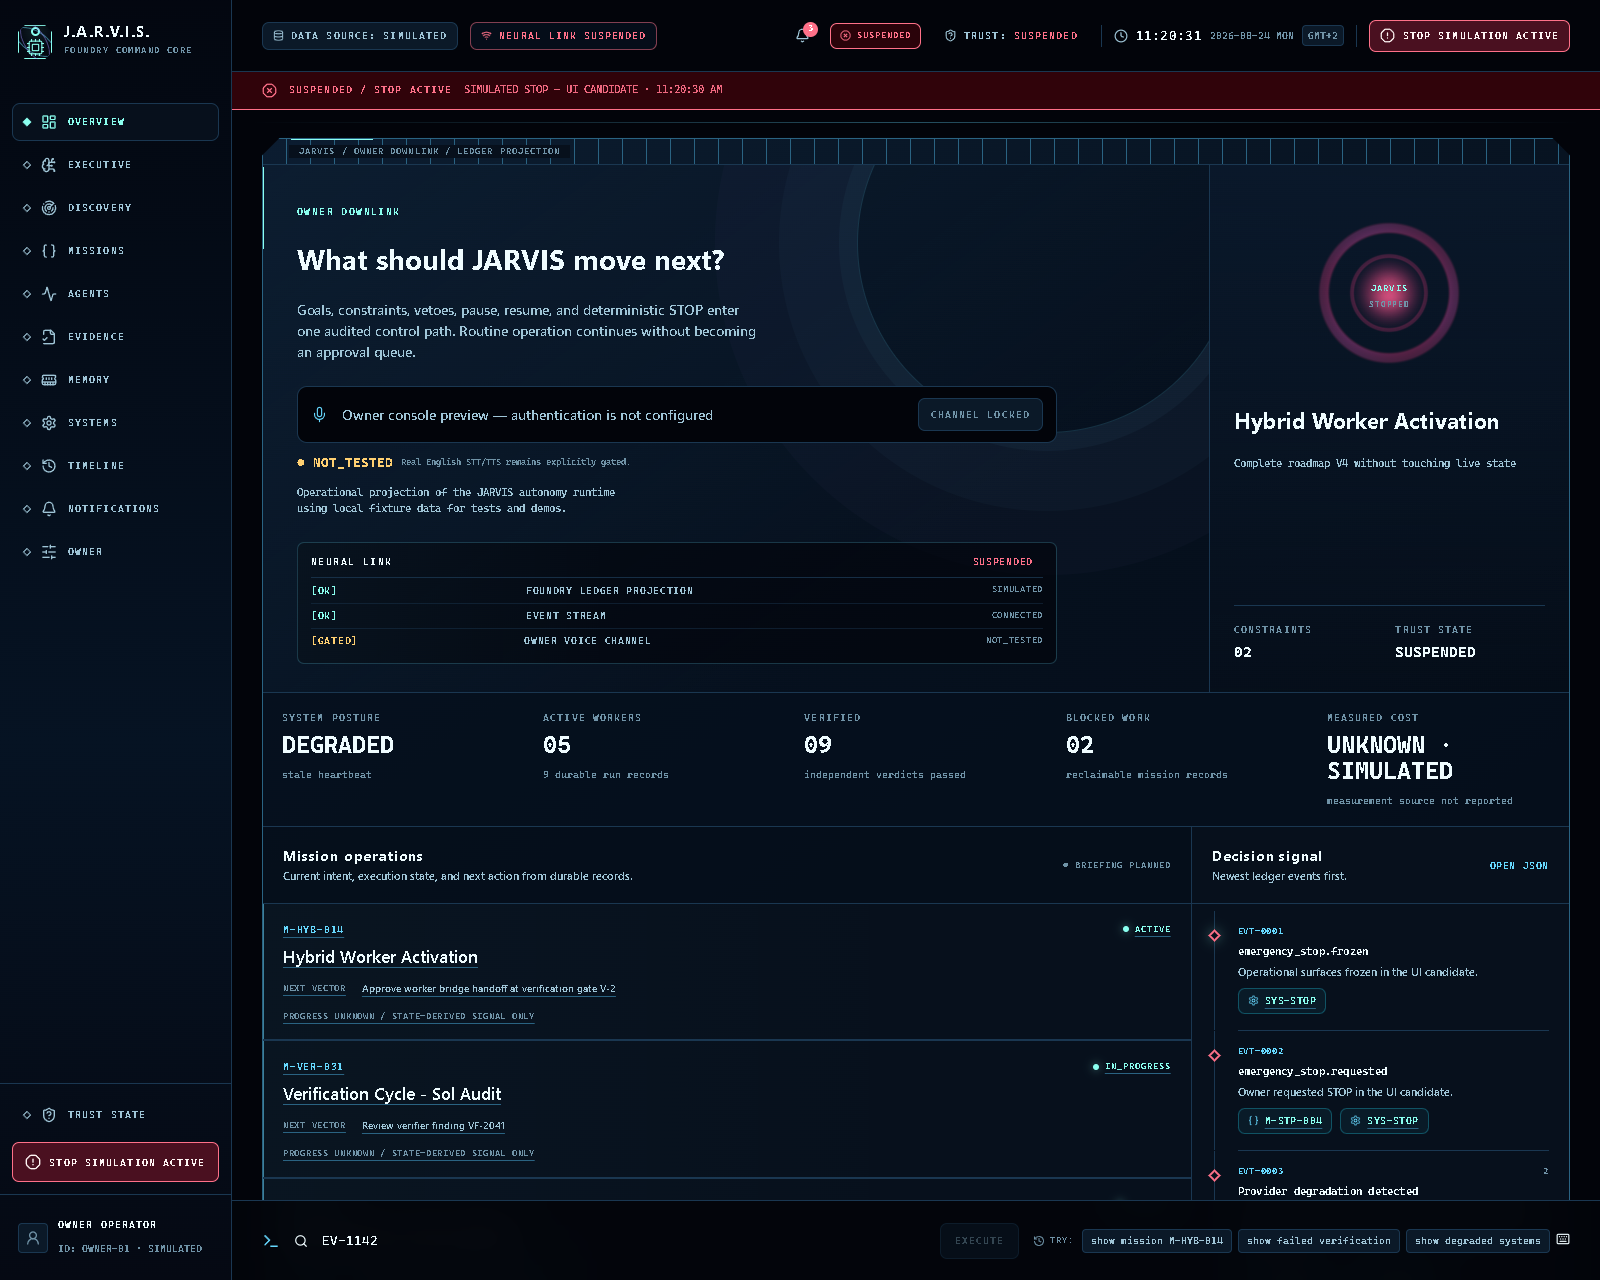 J.A.R.V.I.S.
FOUNDRY COMMAND CORE
OVERVIEW
EXECUTIVE
DISCOVERY
MISSIONS
AGENTS
EVIDENCE
MEMORY
SYSTEMS
TIMELINE
NOTIFICATIONS
OWNER
TRUST STATE
STOP SIMULATION ACTIVE
OWNER OPERATOR
ID: OWNER-01 · SIMULATED
DATA SOURCE: SIMULATED
NEURAL LINK SUSPENDED
3
SUSPENDED
TRUST: SUSPENDED
11:20:31 2026-08-24 MON GMT+2
STOP SIMULATION ACTIVE
SUSPENDED / STOP ACTIVE SIMULATED STOP — UI CANDIDATE · 11:20:30 AM
JARVIS / OWNER DOWNLINK / LEDGER PROJECTION
OWNER DOWNLINK
What should JARVIS move next?
Goals, constraints, vetoes, pause, resume, and deterministic STOP enter
one audited control path. Routine operation continues without becoming
an approval queue.
Owner console preview — authentication is not configured
CHANNEL LOCKED
NOT_TESTED Real English STT/TTS remains explicitly gated.
Operational projection of the JARVIS autonomy runtime
using local fixture data for tests and demos.
NEURAL LINK SUSPENDED
[OK] FOUNDRY LEDGER PROJECTION SIMULATED
[OK] EVENT STREAM CONNECTED
[GATED] OWNER VOICE CHANNEL NOT_TESTED
JARVIS
STOPPED
Hybrid Worker Activation
Complete roadmap V4 without touching live state
CONSTRAINTS
02
TRUST STATE
SUSPENDED
SYSTEM POSTURE
DEGRADED
stale heartbeat
ACTIVE WORKERS
05
9 durable run records
VERIFIED
09
independent verdicts passed
BLOCKED WORK
02
reclaimable mission records
MEASURED COST
UNKNOWN ·
SIMULATED
measurement source not reported
Mission operations
Current intent, execution state, and next action from durable records.
BRIEFING PLANNED
M-HYB-014
ACTIVE
Hybrid Worker Activation
NEXT VECTOR Approve worker bridge handoff at verification gate V-2
PROGRESS UNKNOWN / STATE-DERIVED SIGNAL ONLY
M-VER-031
IN_PROGRESS
Verification Cycle - Sol Audit
NEXT VECTOR Review verifier finding VF-2041
PROGRESS UNKNOWN / STATE-DERIVED SIGNAL ONLY
Decision signal
Newest ledger events first.
OPEN JSON
EVT-0001
emergency_stop.frozen
Operational surfaces frozen in the UI candidate.
SYS-STOP
EVT-0002
emergency_stop.requested
Owner requested STOP in the UI candidate.
M-STP-004 SYS-STOP
EVT-0003 2
Provider degradation detected
EV-1142
EXECUTE
TRY:
show mission M-HYB-014
show failed verification
show degraded systems